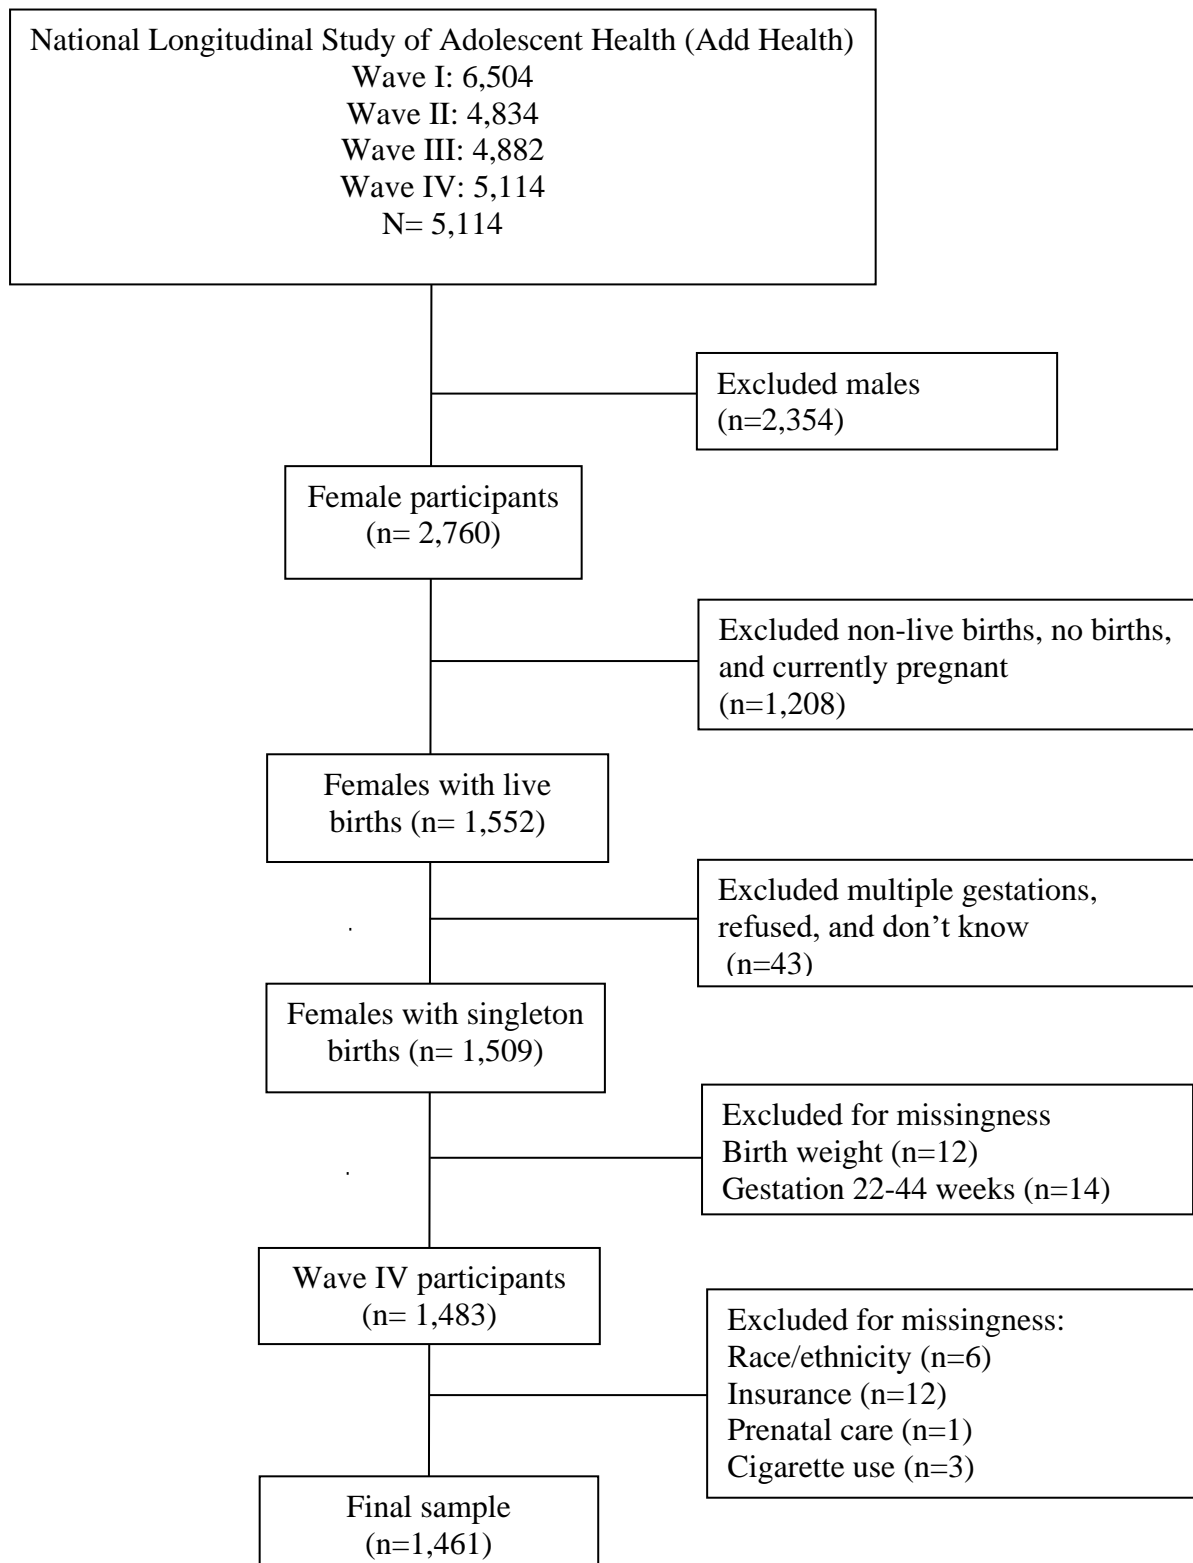 National Longitudinal Study of Adolescent Health (Add Health)
Wave I: 6,504
Wave II: 4,834
Wave III: 4,882
Wave IV: 5,114
N= 5,114
Excluded males
(n=2,354)
Female participants
(n= 2,760)
Excluded non-live births, no births,
and currently pregnant
(n=1,208)
Females with live
births (n= 1,552)
Excluded multiple gestations,
refused, and don’t know
(n=43)
Females with singleton
births (n= 1,509)
Excluded for missingness
Birth weight (n=12)
Gestation 22-44 weeks (n=14)
Wave IV participants
(n= 1,483)
Excluded for missingness:
Race/ethnicity (n=6)
Insurance (n=12)
Prenatal care (n=1)
Cigarette use (n=3)
Final sample
(n=1,461)